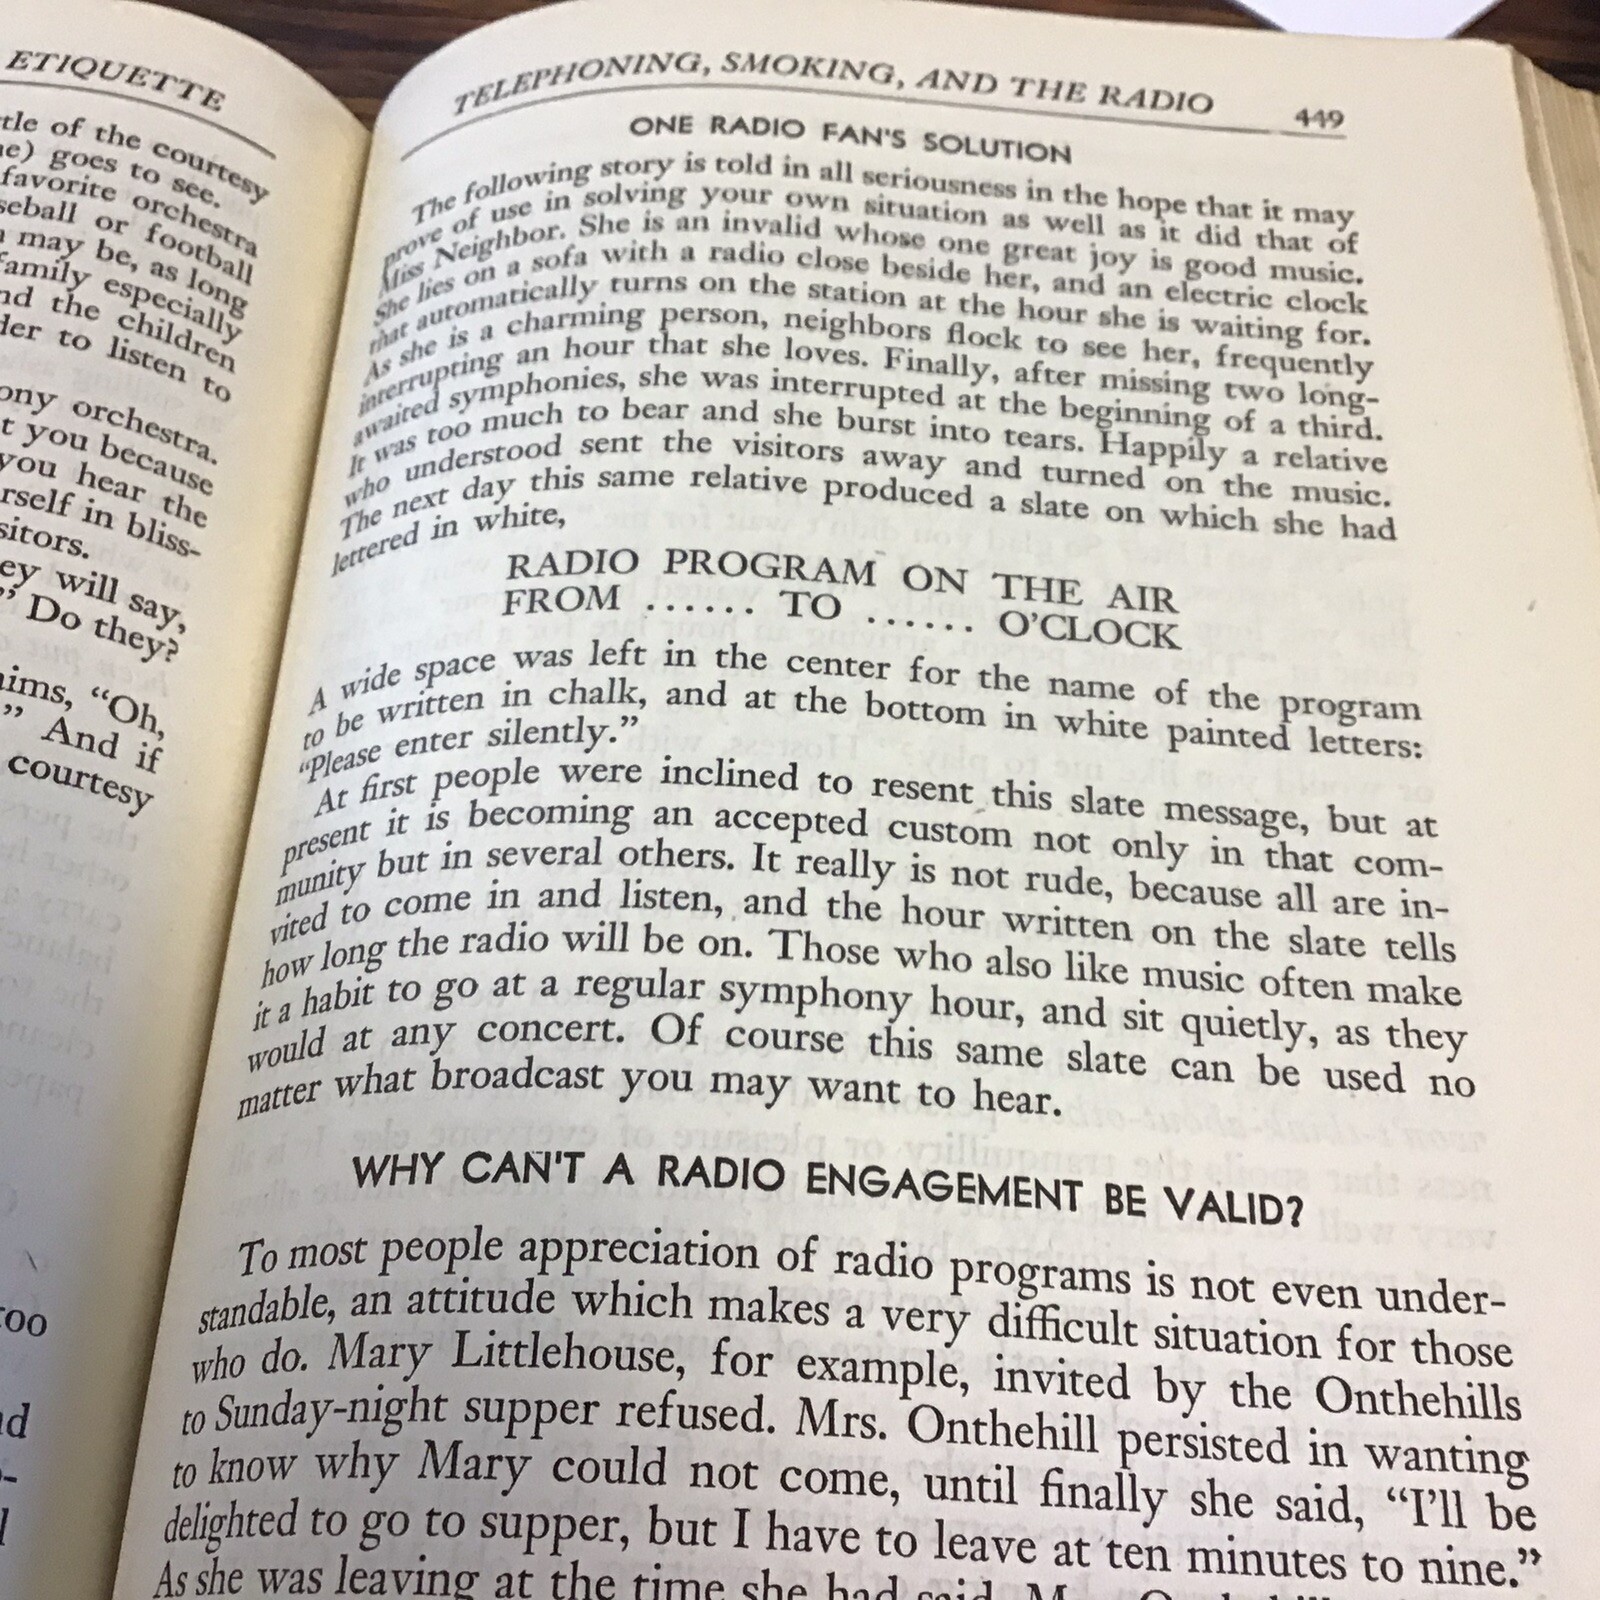 ETIQUETTE
tle of the courtesy
goes to see.
favorite orchestra
seball or football
may be, as long
family especially
nd the children
der to listen to
ony orchestra.
t you because
you hear the
rself in bliss-
sitors.
ey will say,
” Do they?
aims, “Oh,
” And if
courtesy
too
TELEPHONING, SMOKING, AND THE RADIO 449
ONE RADIO FAN'S SOLUTION
The following story is told in all seriousness in the hope that it may
prove of use in solving your own situation as well as it did that of
Miss Neighbor. She is an invalid whose one great joy is good music.
She lies on a sofa with a radio close beside her, and an electric clock
that automatically turns on the station at the hour she is waiting for.
As she is a charming person, neighbors flock to see her, frequently
interrupting an hour that she loves. Finally, after missing two long-
awaited symphonies, she was interrupted at the beginning of a third.
It was too much to bear and she burst into tears. Happily a relative
who understood sent the visitors away and turned on the music.
The next day this same relative produced a slate on which she had
lettered in white,
RADIO PROGRAM ON THE AIR
FROM ...... TO ...... O'CLOCK
A wide space was left in the center for the name of the program
to be written in chalk, and at the bottom in white painted letters:
“Please enter silently.”
At first people were inclined to resent this slate message, but at
present it is becoming an accepted custom not only in that com-
munity but in several others. It really is not rude, because all are in-
vited to come in and listen, and the hour written on the slate tells
how long the radio will be on. Those who also like music often make
it a habit to go at a regular symphony hour, and sit quietly, as they
would at any concert. Of course this same slate can be used no
matter what broadcast you may want to hear.
WHY CAN'T A RADIO ENGAGEMENT BE VALID?
To most people appreciation of radio programs is not even under-
standable, an attitude which makes a very difficult situation for those
who do. Mary Littlehouse, for example, invited by the Onthehills
to Sunday-night supper refused. Mrs. Onthehill persisted in wanting
to know why Mary could not come, until finally she said, “I'll be
delighted to go to supper, but I have to leave at ten minutes to nine.”
As she was leaving at the time she had said,